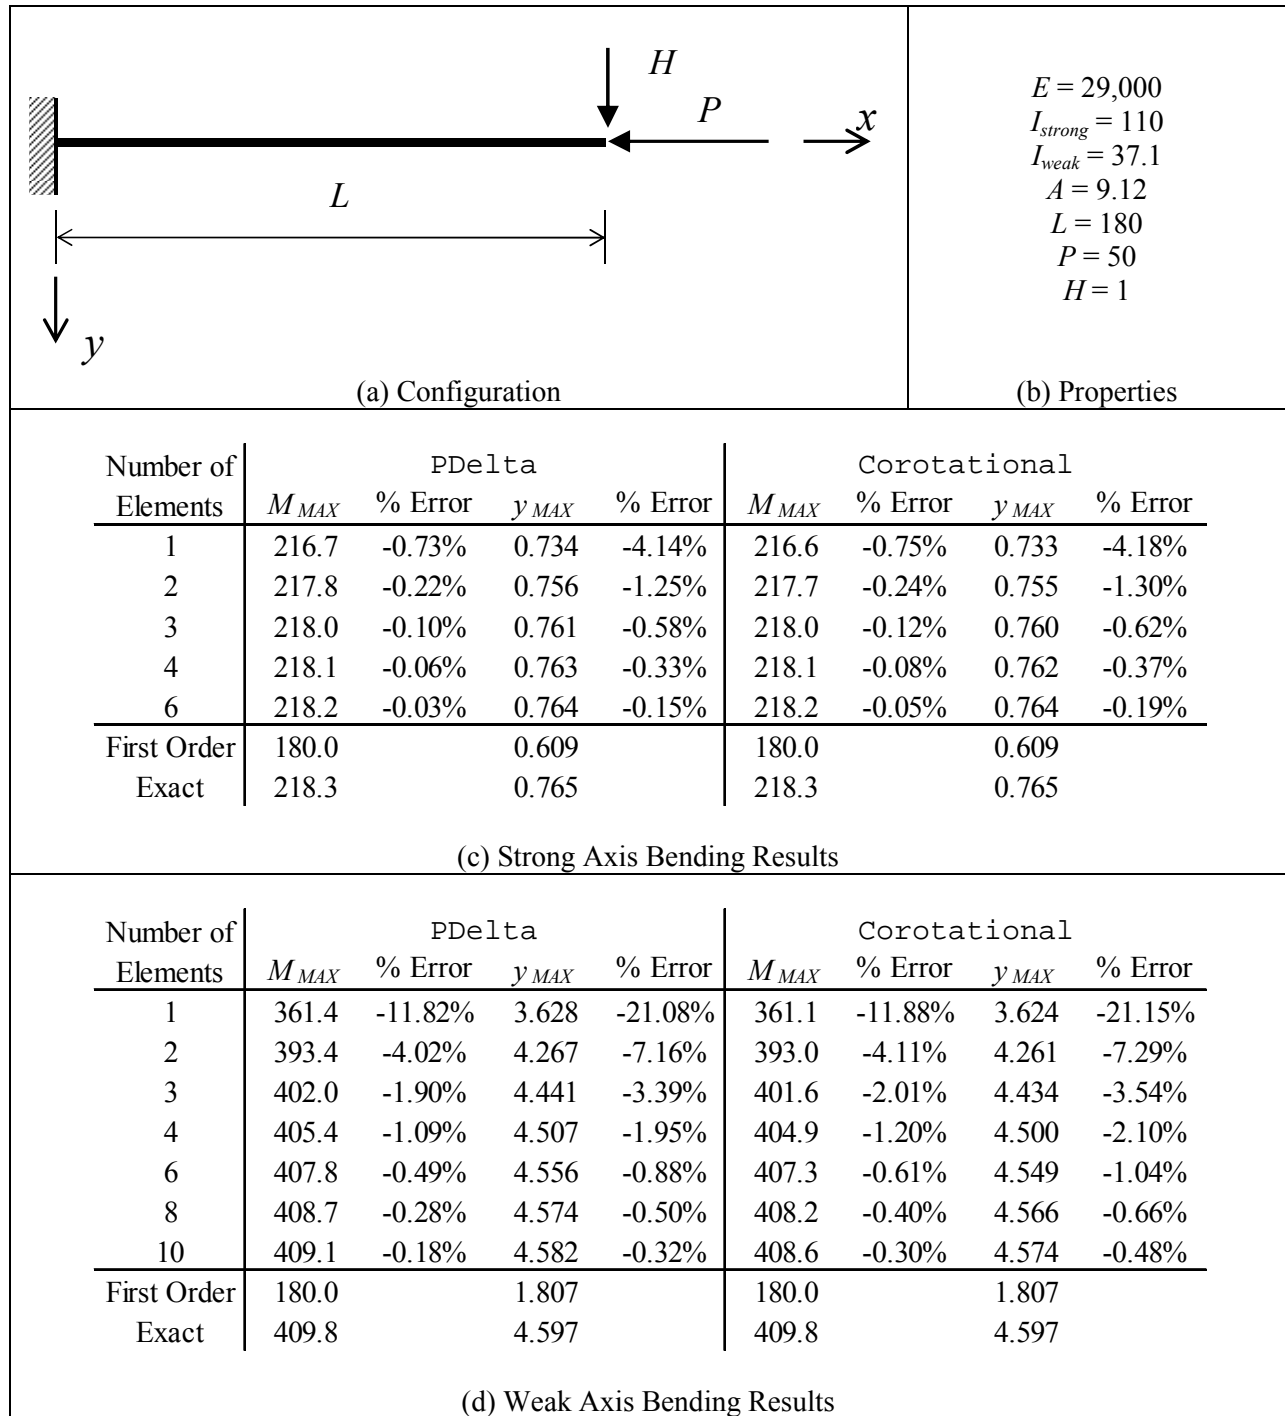 H
P
x
L
y
(a) Configuration
E = 29,000
I_strong = 110
I_weak = 37.1
A = 9.12
L = 180
P = 50
H = 1
(b) Properties
Number of PDelta Corotational
Elements M_MAX % Error y_MAX % Error M_MAX % Error y_MAX % Error
1 216.7 -0.73% 0.734 -4.14% 216.6 -0.75% 0.733 -4.18%
2 217.8 -0.22% 0.756 -1.25% 217.7 -0.24% 0.755 -1.30%
3 218.0 -0.10% 0.761 -0.58% 218.0 -0.12% 0.760 -0.62%
4 218.1 -0.06% 0.763 -0.33% 218.1 -0.08% 0.762 -0.37%
6 218.2 -0.03% 0.764 -0.15% 218.2 -0.05% 0.764 -0.19%
First Order 180.0 0.609 180.0 0.609
Exact 218.3 0.765 218.3 0.765
(c) Strong Axis Bending Results
Number of PDelta Corotational
Elements M_MAX % Error y_MAX % Error M_MAX % Error y_MAX % Error
1 361.4 -11.82% 3.628 -21.08% 361.1 -11.88% 3.624 -21.15%
2 393.4 -4.02% 4.267 -7.16% 393.0 -4.11% 4.261 -7.29%
3 402.0 -1.90% 4.441 -3.39% 401.6 -2.01% 4.434 -3.54%
4 405.4 -1.09% 4.507 -1.95% 404.9 -1.20% 4.500 -2.10%
6 407.8 -0.49% 4.556 -0.88% 407.3 -0.61% 4.549 -1.04%
8 408.7 -0.28% 4.574 -0.50% 408.2 -0.40% 4.566 -0.66%
10 409.1 -0.18% 4.582 -0.32% 408.6 -0.30% 4.574 -0.48%
First Order 180.0 1.807 180.0 1.807
Exact 409.8 4.597 409.8 4.597
(d) Weak Axis Bending Results